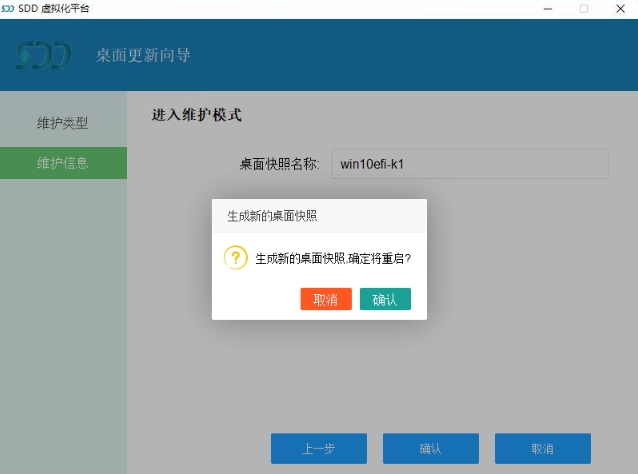 SDD 虚拟化平台
SDD 桌面更新向导
维护类型
维护信息
进入维护模式
桌面快照名称: win10efi-k1
生成新的桌面快照
生成新的桌面快照,确定将重启?
取消 确认
上一步 确认 取消